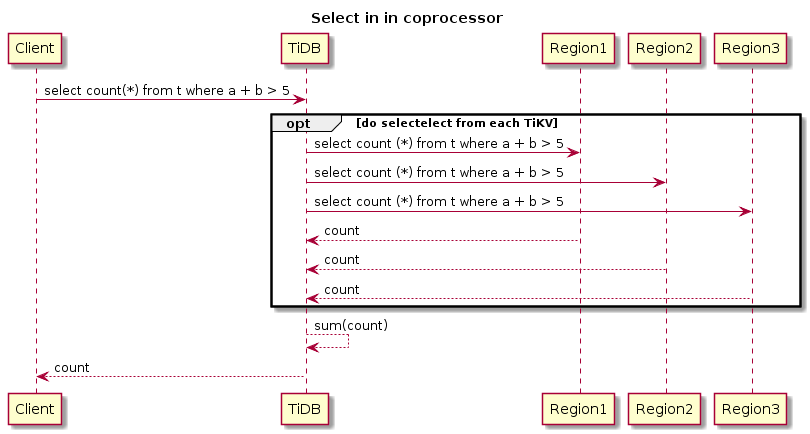 Select in in coprocessor
Client TiDB Region1 Region2 Region3
select count(*) from t where a + b > 5
opt [do selectelect from each TiKV]
select count (*) from t where a + b > 5
select count (*) from t where a + b > 5
select count (*) from t where a + b > 5
count
count
count
sum(count)
count
Client TiDB Region1 Region2 Region3